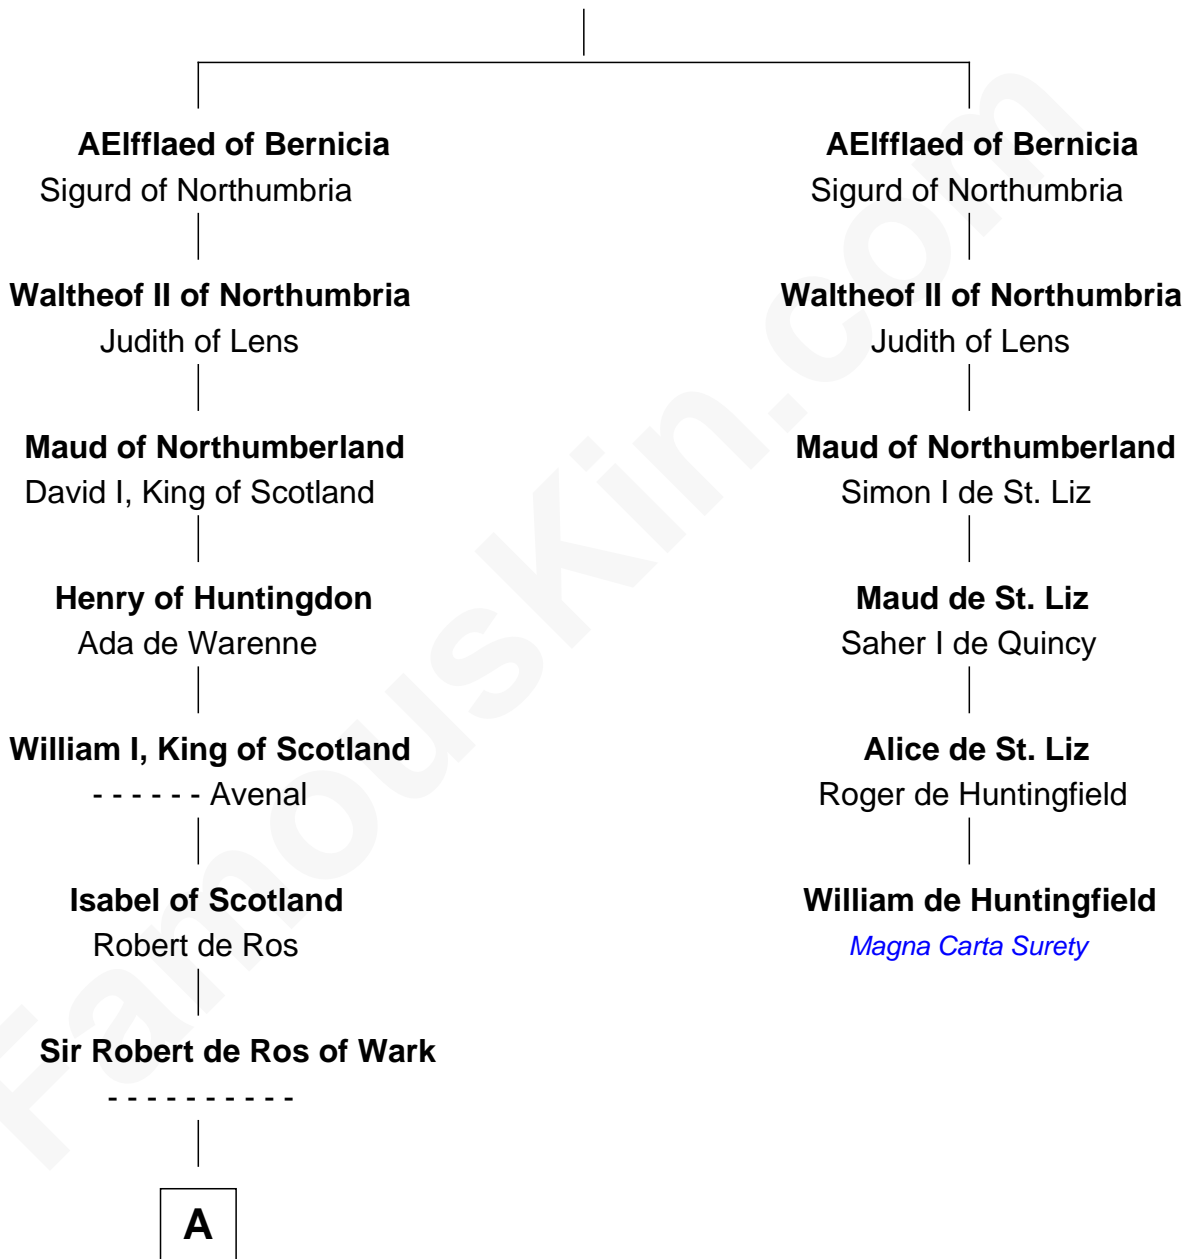 AElfflaed of Bernicia
Sigurd of Northumbria
Waltheof II of Northumbria
Judith of Lens
Maud of Northumberland
David I, King of Scotland
Henry of Huntingdon
Ada de Warenne
William I, King of Scotland
- - - - - - Avenal
Isabel of Scotland
Robert de Ros
Sir Robert de Ros of Wark
- - - - - - - - - -
A
AElfflaed of Bernicia
Sigurd of Northumbria
Waltheof II of Northumbria
Judith of Lens
Maud of Northumberland
Simon I de St. Liz
Maud de St. Liz
Saher I de Quincy
Alice de St. Liz
Roger de Huntingfield
William de Huntingfield
Magna Carta Surety
FamousKin.com